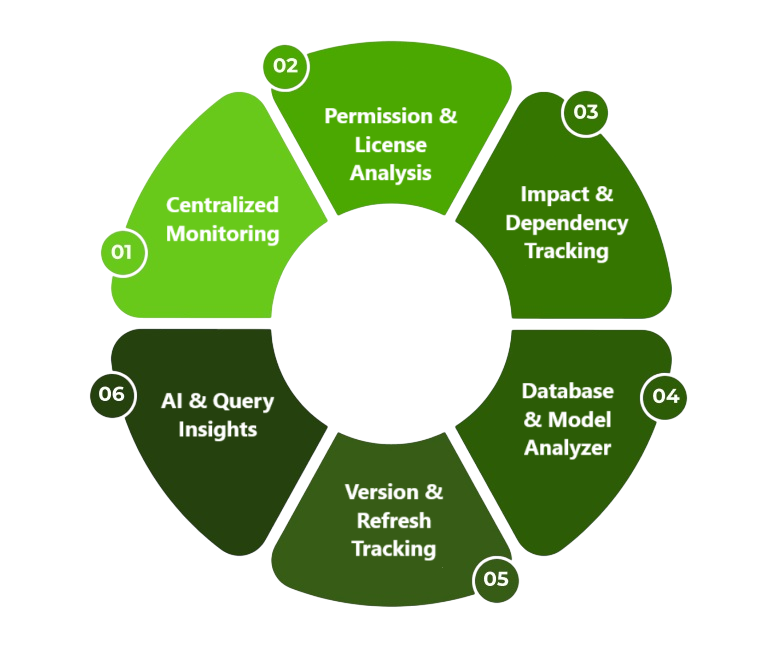 01
Centralized
Monitoring
02
Permission &
License
Analysis
03
Impact &
Dependency
Tracking
04
Database
& Model
Analyzer
05
Version &
Refresh
Tracking
06
AI & Query
Insights